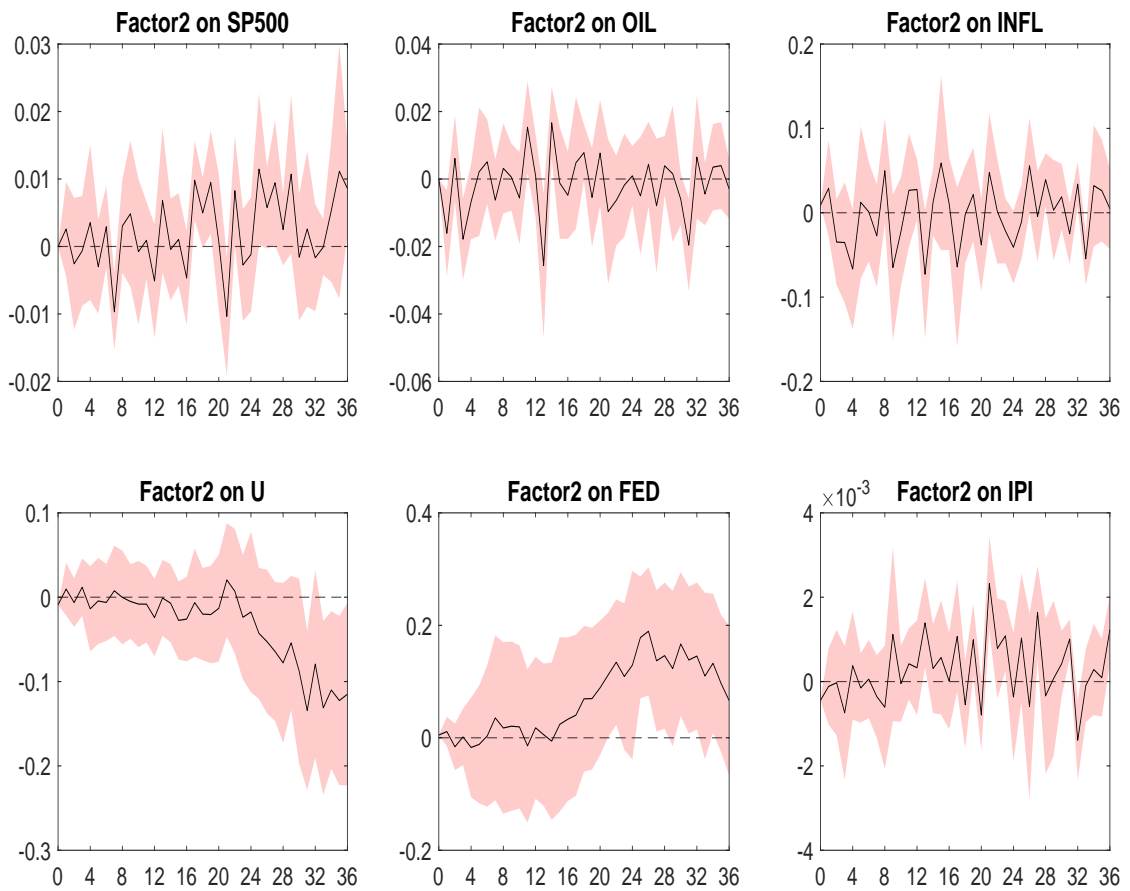 Factor2 on SP500
0.03
0.02
0.01
0
-0.01
-0.02
0 4 8 12 16 20 24 28 32 36
Factor2 on OIL
0.04
0.02
0
-0.02
-0.04
-0.06
0 4 8 12 16 20 24 28 32 36
Factor2 on INFL
0.2
0.1
0
-0.1
-0.2
0 4 8 12 16 20 24 28 32 36
Factor2 on U
0.1
0
-0.1
-0.2
-0.3
0 4 8 12 16 20 24 28 32 36
Factor2 on FED
0.4
0.2
0
-0.2
0 4 8 12 16 20 24 28 32 36
×10⁻³ Factor2 on IPI
4
2
0
-2
-4
0 4 8 12 16 20 24 28 32 36